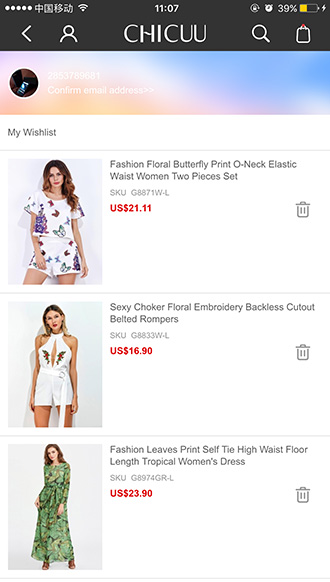 中国移动 11:07 39%
CHICUU
2853789681
Confirm email address>>
My Wishlist
Fashion Floral Butterfly Print O-Neck Elastic
Waist Women Two Pieces Set
SKU G8871W-L
US$21.11
Sexy Choker Floral Embroidery Backless Cutout
Belted Rompers
SKU G8833W-L
US$16.90
Fashion Leaves Print Self Tie High Waist Floor
Length Tropical Women's Dress
SKU G8974GR-L
US$23.90